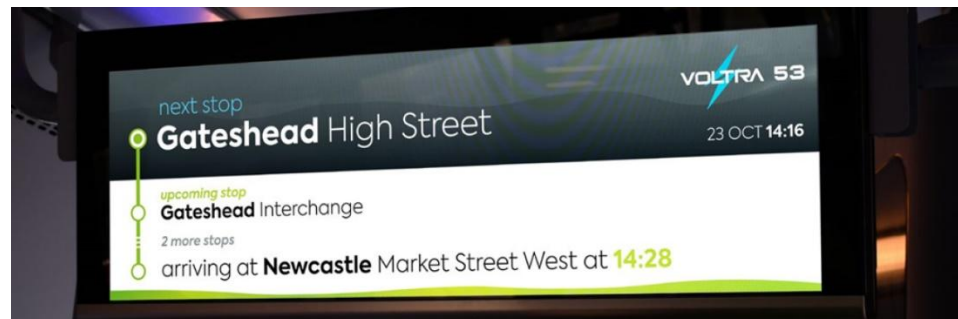 VOLTRA 53
next stop
Gateshead High Street
23 OCT 14:16
upcoming stop
Gateshead Interchange
2 more stops
arriving at Newcastle Market Street West at 14:28